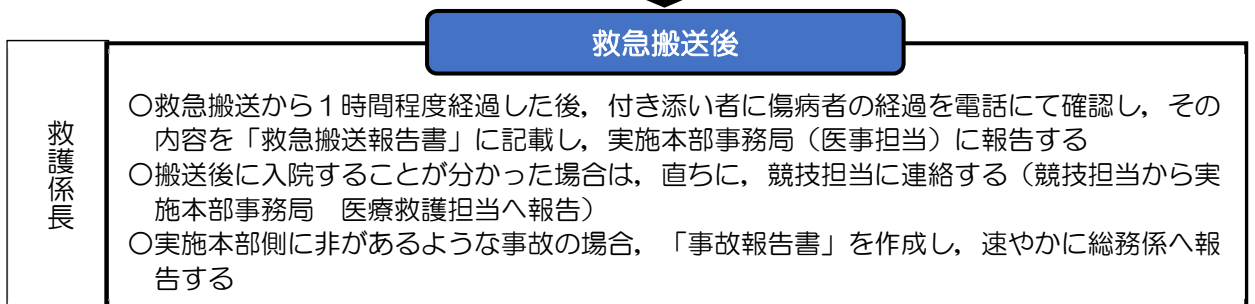 救急搬送後
救護係長
〇救急搬送から１時間程度経過した後，付き添い者に傷病者の経過を電話にて確認し，その
内容を「救急搬送報告書」に記載し，実施本部事務局（医事担当）に報告する
〇搬送後に入院することが分かった場合は，直ちに，競技担当に連絡する（競技担当から実
施本部事務局　医療救護担当へ報告）
〇実施本部側に非があるような事故の場合，「事故報告書」を作成し，速やかに総務係へ報
告する